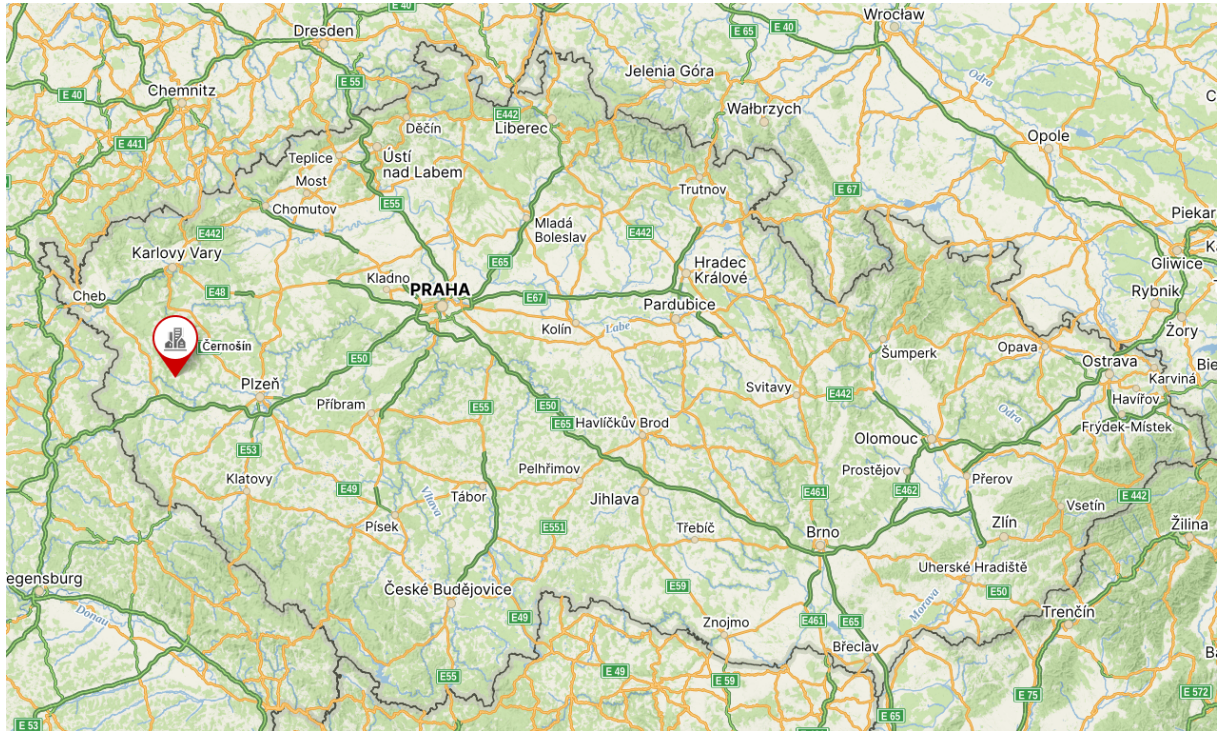 E 40
Wrocław
Dresden
E 65
E 40
E 55
Jelenia Góra
Odra
E 40
Chemnitz
Wałbrzych
E442
Liberec
Děčín
Opole
E 441
Teplice
Ústí
nad Labem
Most
E 67
Trutnov
Chomutov
E55
Mladá
Boleslav
E442
Piekar
E442
Karlovy Vary
E65
Hradec
Králové
Gliwice
Kladno
PRAHA
Cheb
E48
E67
Rybnik
Pardubice
Kolín
Labe
Żory
Černošín
E50
Šumperk
Opava
Ostrava
Bie
Plzeň
Karviná
Svitavy
E442
Havířov
Příbram
E55
E50
E65
Havlíčkův Brod
Odra
Frýdek-Místek
Olomouc
E53
Pelhřimov
Prostějov
Přerov
Klatovy
E49
Vltava
Tábor
Jihlava
E461
E462
E 442
Vsetín
Písek
E551
Třebíč
Brno
Zlín
Žilina
Uherské Hradiště
egensburg
České Budějovice
E59
E50
Donau
E49
Znojmo
E461
E65
Morava
Trenčín
Břeclav
E55
E 49
E 59
E 75
E 572
E 53
E 65